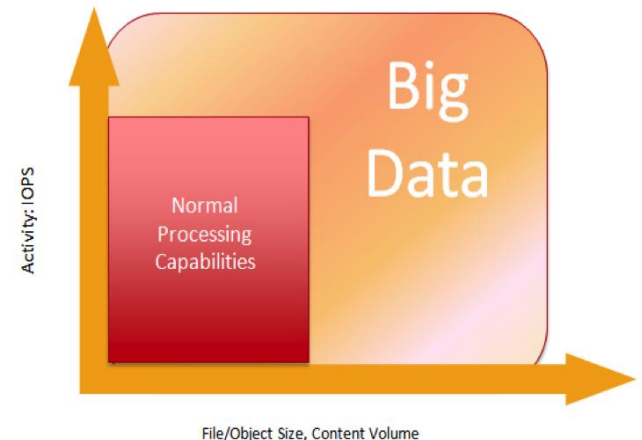 Big
Data
Normal
Processing
Capabilities
Activity: IOPS
File/Object Size, Content Volume